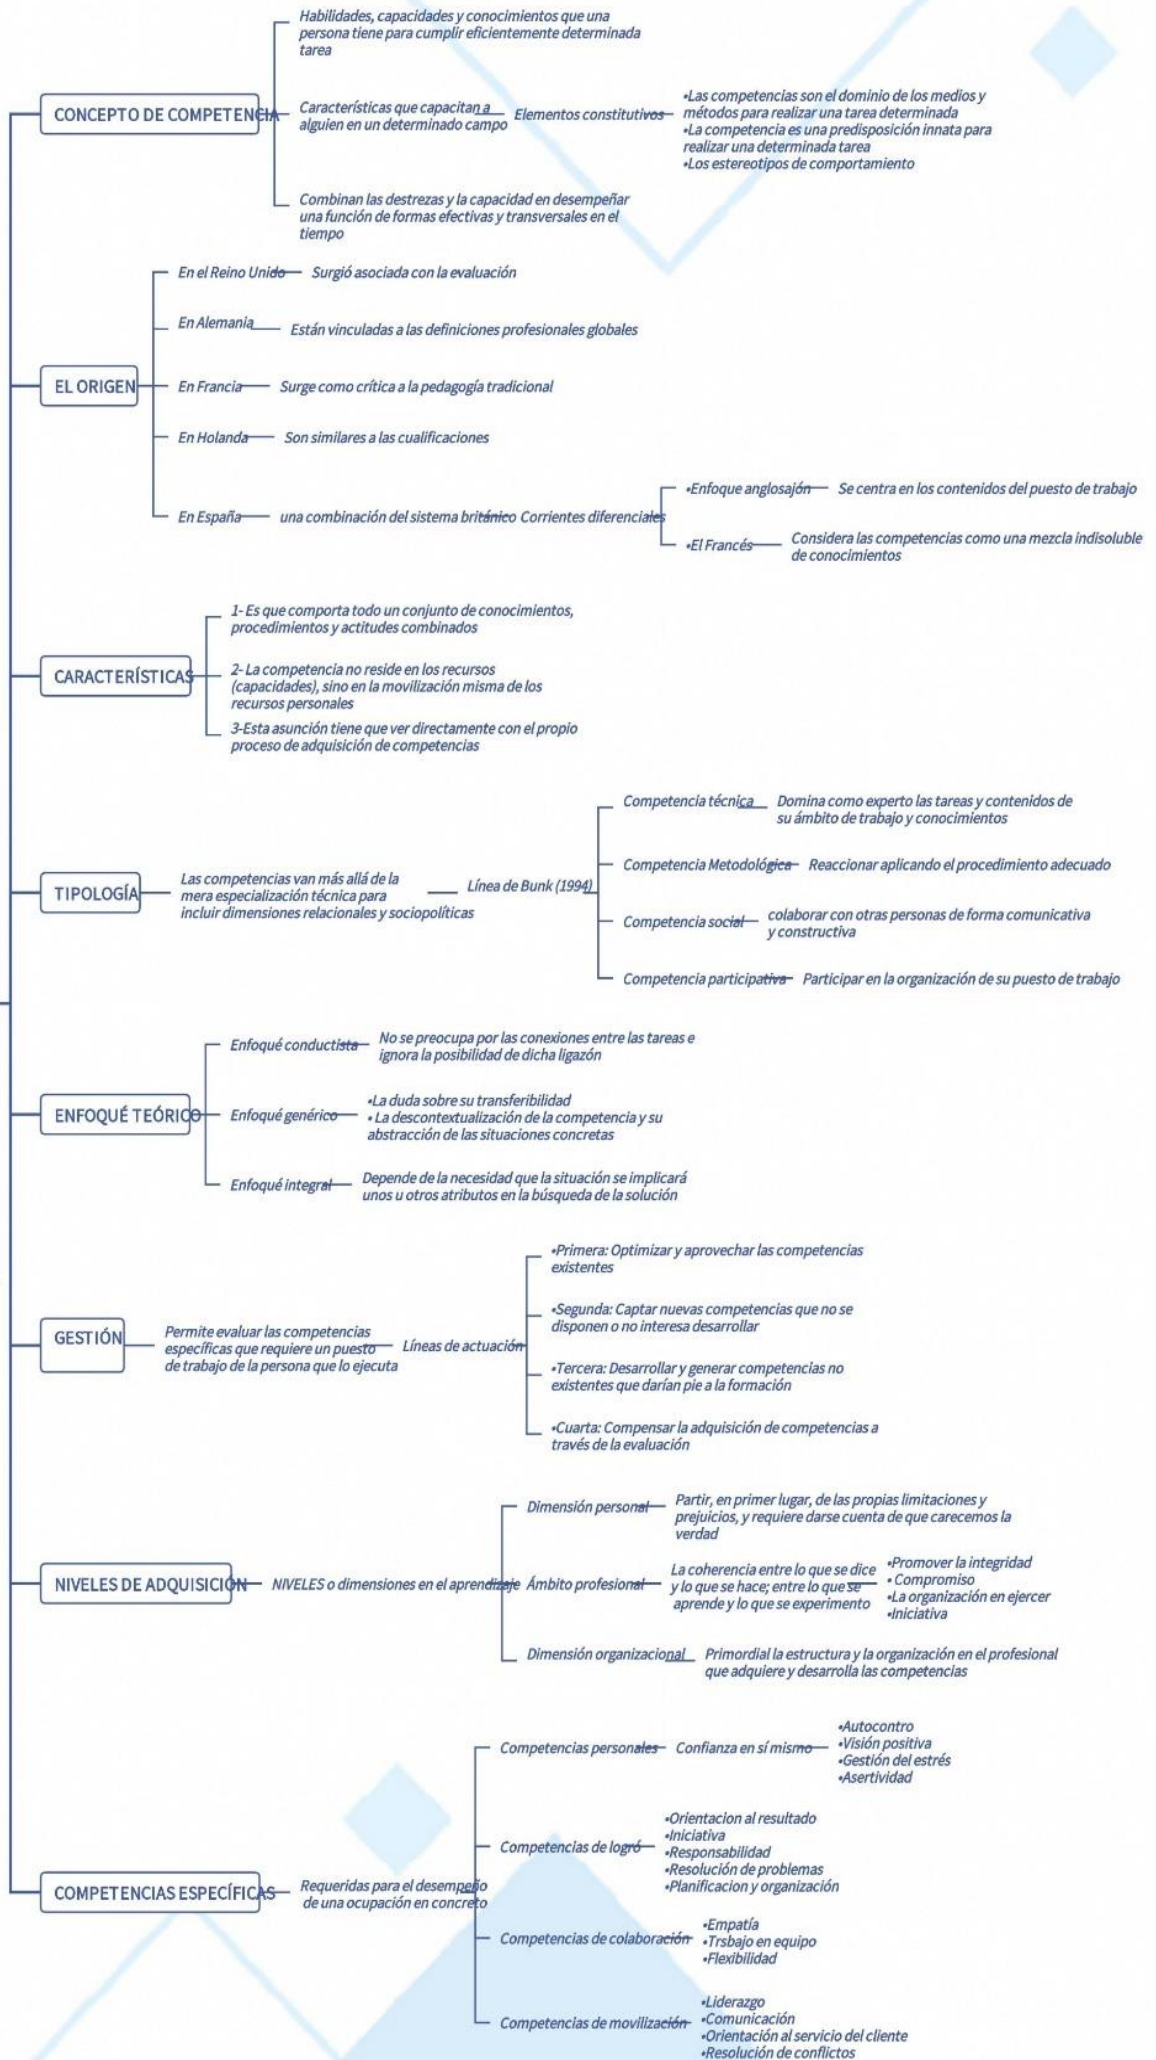 Habilidades, capacidades y conocimientos que una
persona tiene para cumplir eficientemente determinada
tarea
CONCEPTO DE COMPETENCIA
Características que capacitan a
alguien en un determinado campo
Elementos constitutivos
•Las competencias son el dominio de los medios y
métodos para realizar una tarea determinada
•La competencia es una predisposición innata para
realizar una determinada tarea
•Los estereotipos de comportamiento
Combinan las destrezas y la capacidad en desempeñar
una función de formas efectivas y transversales en el
tiempo
EL ORIGEN
En el Reino Unido
Surgió asociada con la evaluación
En Alemania
Están vinculadas a las definiciones profesionales globales
En Francia
Surge como crítica a la pedagogía tradicional
En Holanda
Son similares a las cualificaciones
En España
una combinación del sistema británico
Corrientes diferenciales
•Enfoque anglosajón
Se centra en los contenidos del puesto de trabajo
•El Francés
Considera las competencias como una mezcla indisoluble
de conocimientos
CARACTERÍSTICAS
1- Es que comporta todo un conjunto de conocimientos,
procedimientos y actitudes combinados
2- La competencia no reside en los recursos
(capacidades), sino en la movilización misma de los
recursos personales
3-Esta asunción tiene que ver directamente con el propio
proceso de adquisición de competencias
TIPOLOGÍA
Las competencias van más allá de la
mera especialización técnica para
incluir dimensiones relacionales y sociopolíticas
Línea de Bunk (1994)
Competencia técnica
Domina como experto las tareas y contenidos de
su ámbito de trabajo y conocimientos
Competencia Metodológica
Reaccionar aplicando el procedimiento adecuado
Competencia social
colaborar con otras personas de forma comunicativa
y constructiva
Competencia participativa
Participar en la organización de su puesto de trabajo
ENFOQUÉ TEÓRICO
Enfoqué conductista
No se preocupa por las conexiones entre las tareas e
ignora la posibilidad de dicha ligazón
Enfoqué genérico
•La duda sobre su transferibilidad
• La descontextualización de la competencia y su
abstracción de las situaciones concretas
Enfoqué integral
Depende de la necesidad que la situación se implicará
unos u otros atributos en la búsqueda de la solución
GESTIÓN
Permite evaluar las competencias
específicas que requiere un puesto
de trabajo de la persona que lo ejecuta
Líneas de actuación
•Primera: Optimizar y aprovechar las competencias
existentes
•Segunda: Captar nuevas competencias que no se
disponen o no interesa desarrollar
•Tercera: Desarrollar y generar competencias no
existentes que darían pie a la formación
•Cuarta: Compensar la adquisición de competencias a
través de la evaluación
NIVELES DE ADQUISICIÓN
NIVELES o dimensiones en el aprendizaje
Dimensión personal
Partir, en primer lugar, de las propias limitaciones y
prejuicios, y requiere darse cuenta de que carecemos la
verdad
Ámbito profesional
La coherencia entre lo que se dice
y lo que se hace; entre lo que se
aprende y lo que se experimento
•Promover la integridad
• Compromiso
•La organización en ejercer
•Iniciativa
Dimensión organizacional
Primordial la estructura y la organización en el profesional
que adquiere y desarrolla las competencias
COMPETENCIAS ESPECÍFICAS
Requeridas para el desempeño
de una ocupación en concreto
Competencias personales
Confianza en sí mismo
•Autocontro
•Visión positiva
•Gestión del estrés
•Asertividad
Competencias de logró
•Orientacion al resultado
•Iniciativa
•Responsabilidad
•Resolución de problemas
•Planificacion y organización
Competencias de colaboración
•Empatía
•Trsbajo en equipo
•Flexibilidad
Competencias de movilización
•Liderazgo
•Comunicación
•Orientación al servicio del cliente
•Resolución de conflictos